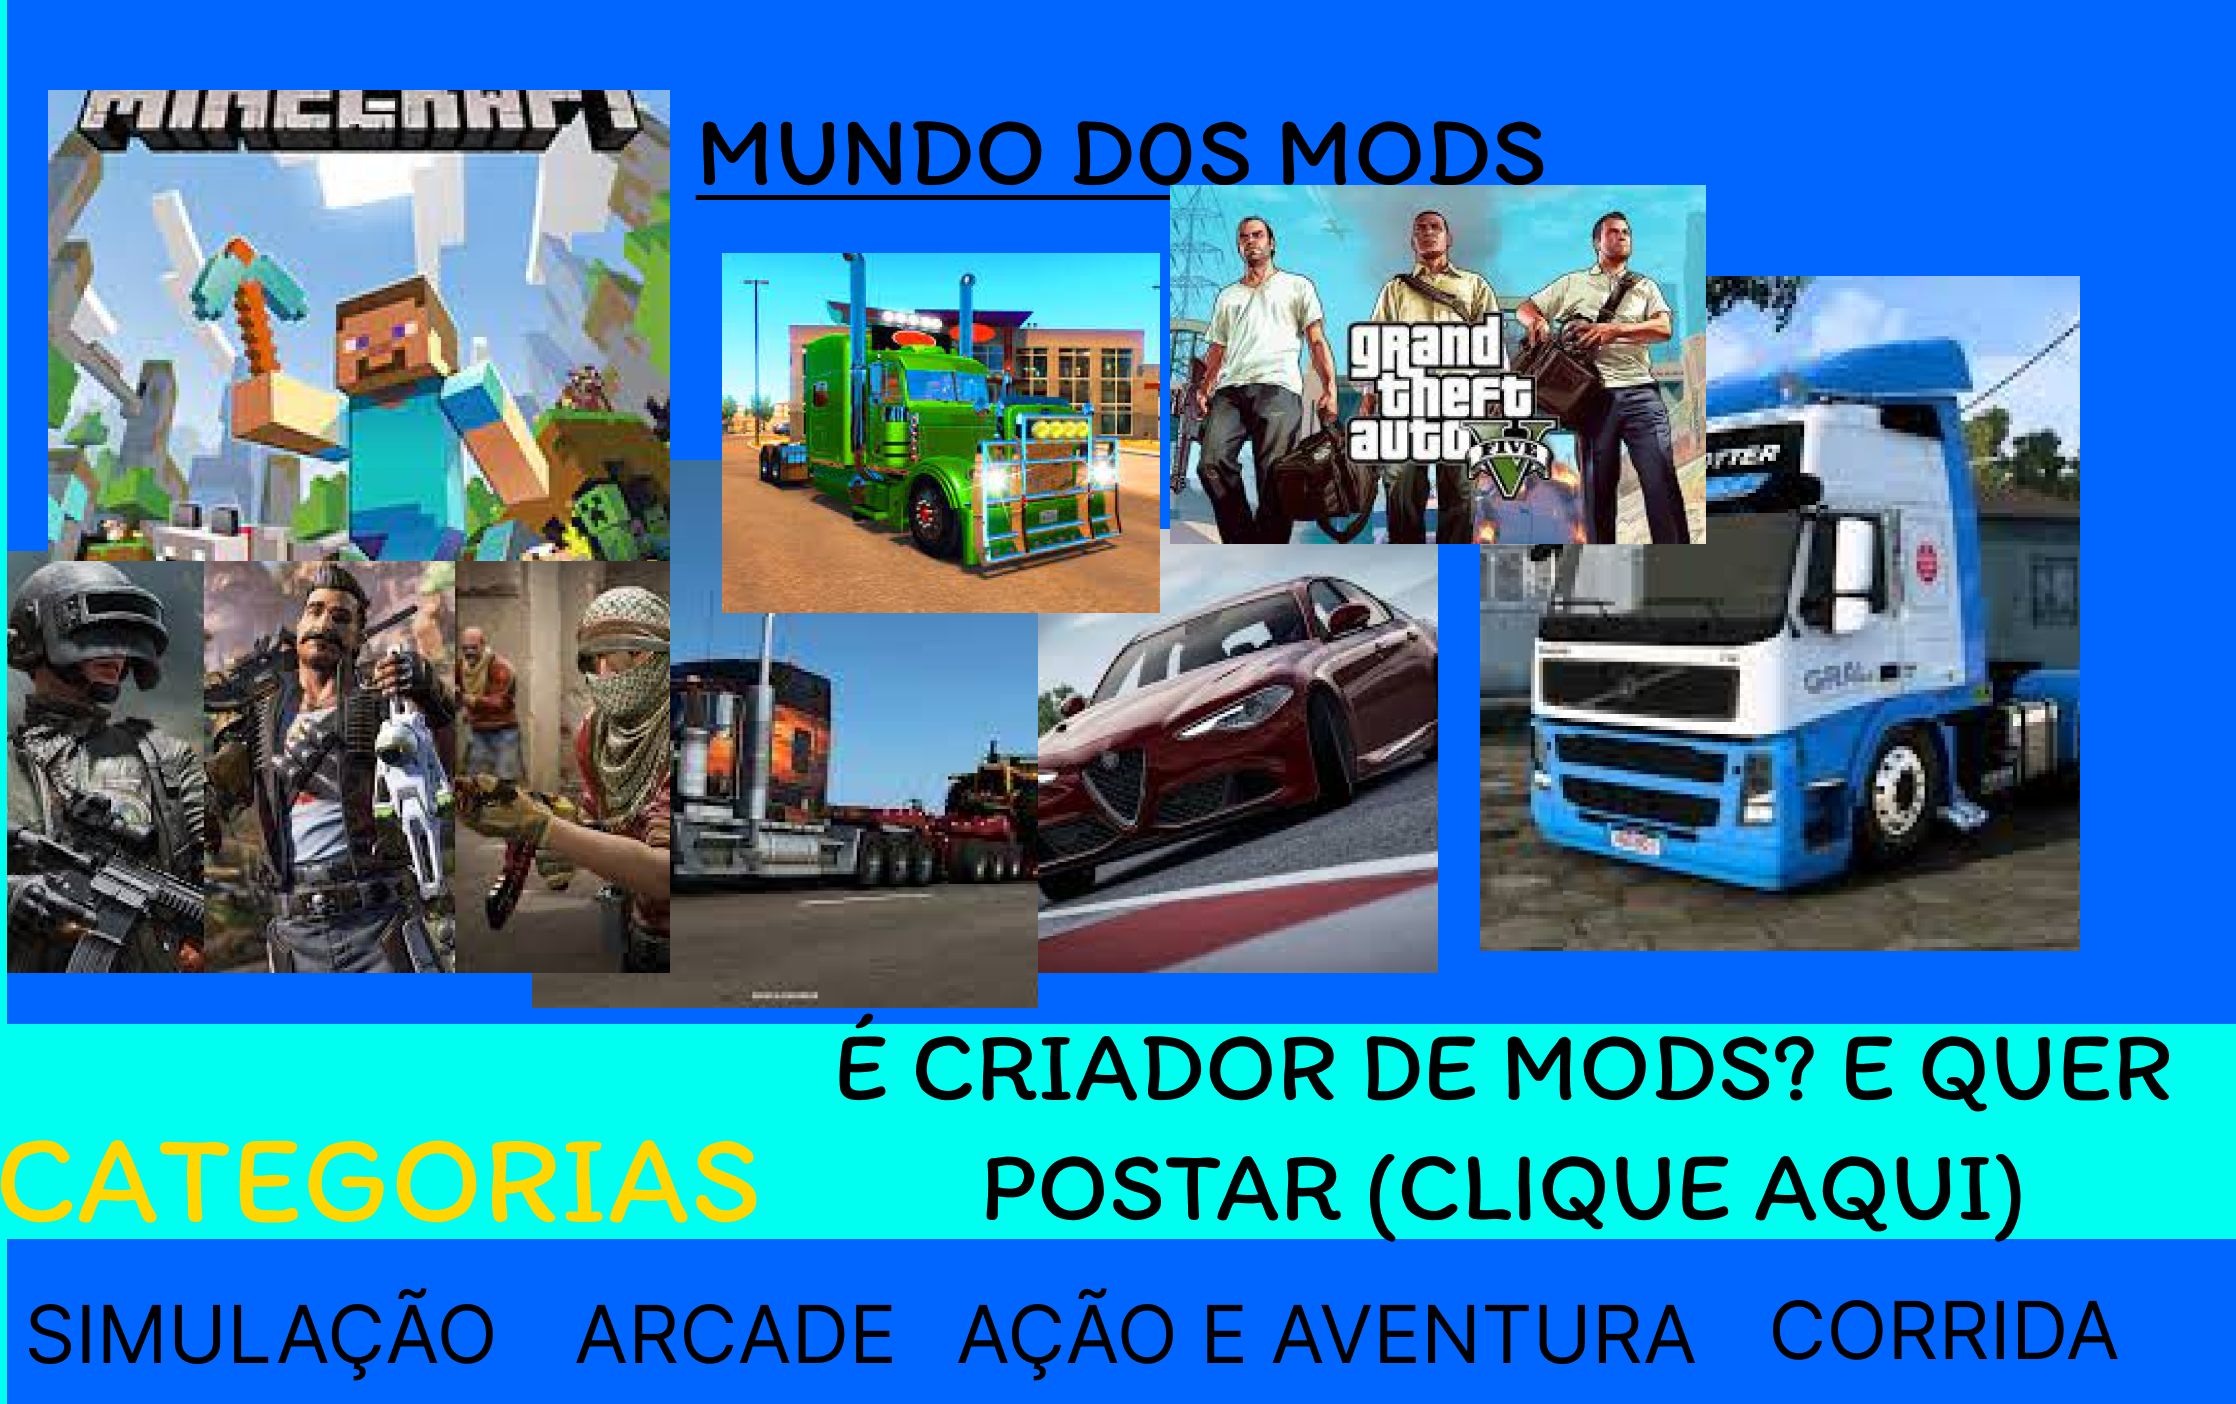 MINECRAFT
MUNDO DOS MODS
grand
theft
auto
FIVE
É CRIADOR DE MODS? E QUER
POSTAR (CLIQUE AQUI)
CATEGORIAS
SIMULAÇÃO ARCADE AÇÃO E AVENTURA CORRIDA